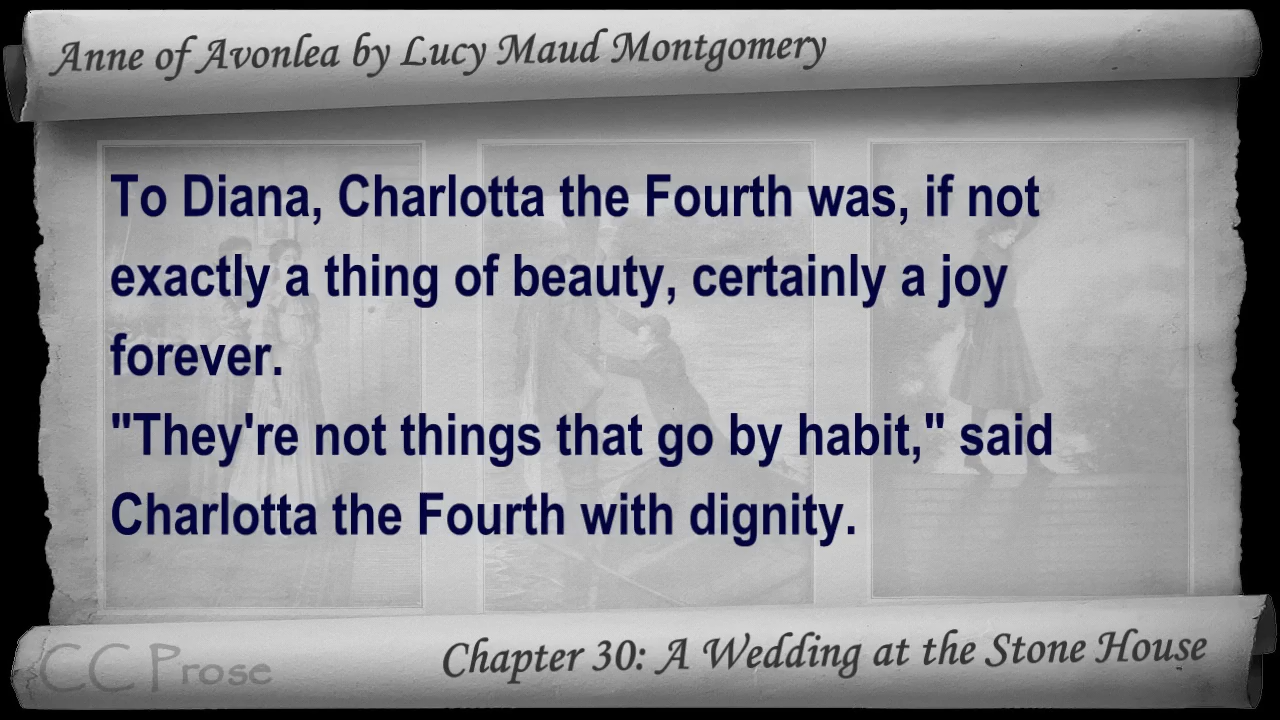 Anne of Avonlea by Lucy Maud Montgomery
To Diana, Charlotta the Fourth was, if not
exactly a thing of beauty, certainly a joy
forever.
"They're not things that go by habit," said
Charlotta the Fourth with dignity.
CC Prose
Chapter 30: A Wedding at the Stone House